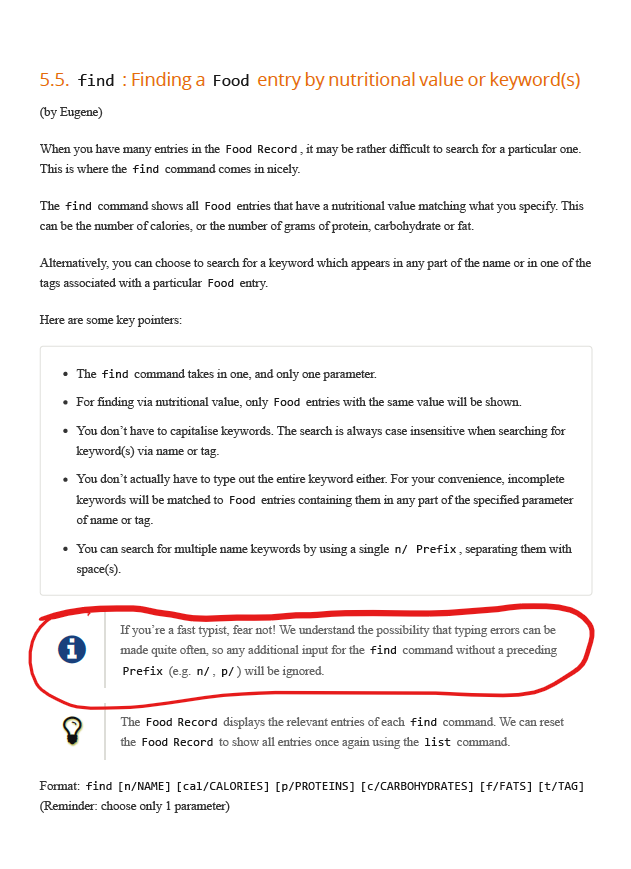 5.5. find : Finding a Food entry by nutritional value or keyword(s)
(by Eugene)
When you have many entries in the Food Record, it may be rather difficult to search for a particular one.
This is where the find command comes in nicely.
The find command shows all Food entries that have a nutritional value matching what you specify. This
can be the number of calories, or the number of grams of protein, carbohydrate or fat.
Alternatively, you can choose to search for a keyword which appears in any part of the name or in one of the
tags associated with a particular Food entry.
Here are some key pointers:
• The find command takes in one, and only one parameter.
• For finding via nutritional value, only Food entries with the same value will be shown.
• You don’t have to capitalise keywords. The search is always case insensitive when searching for
keyword(s) via name or tag.
• You don’t actually have to type out the entire keyword either. For your convenience, incomplete
keywords will be matched to Food entries containing them in any part of the specified parameter
of name or tag.
• You can search for multiple name keywords by using a single n/ Prefix, separating them with
space(s).
If you’re a fast typist, fear not! We understand the possibility that typing errors can be
made quite often, so any additional input for the find command without a preceding
Prefix (e.g. n/, p/) will be ignored.
The Food Record displays the relevant entries of each find command. We can reset
the Food Record to show all entries once again using the list command.
Format: find [n/NAME] [cal/CALORIES] [p/PROTEINS] [c/CARBOHYDRATES] [f/FATS] [t/TAG]
(Reminder: choose only 1 parameter)